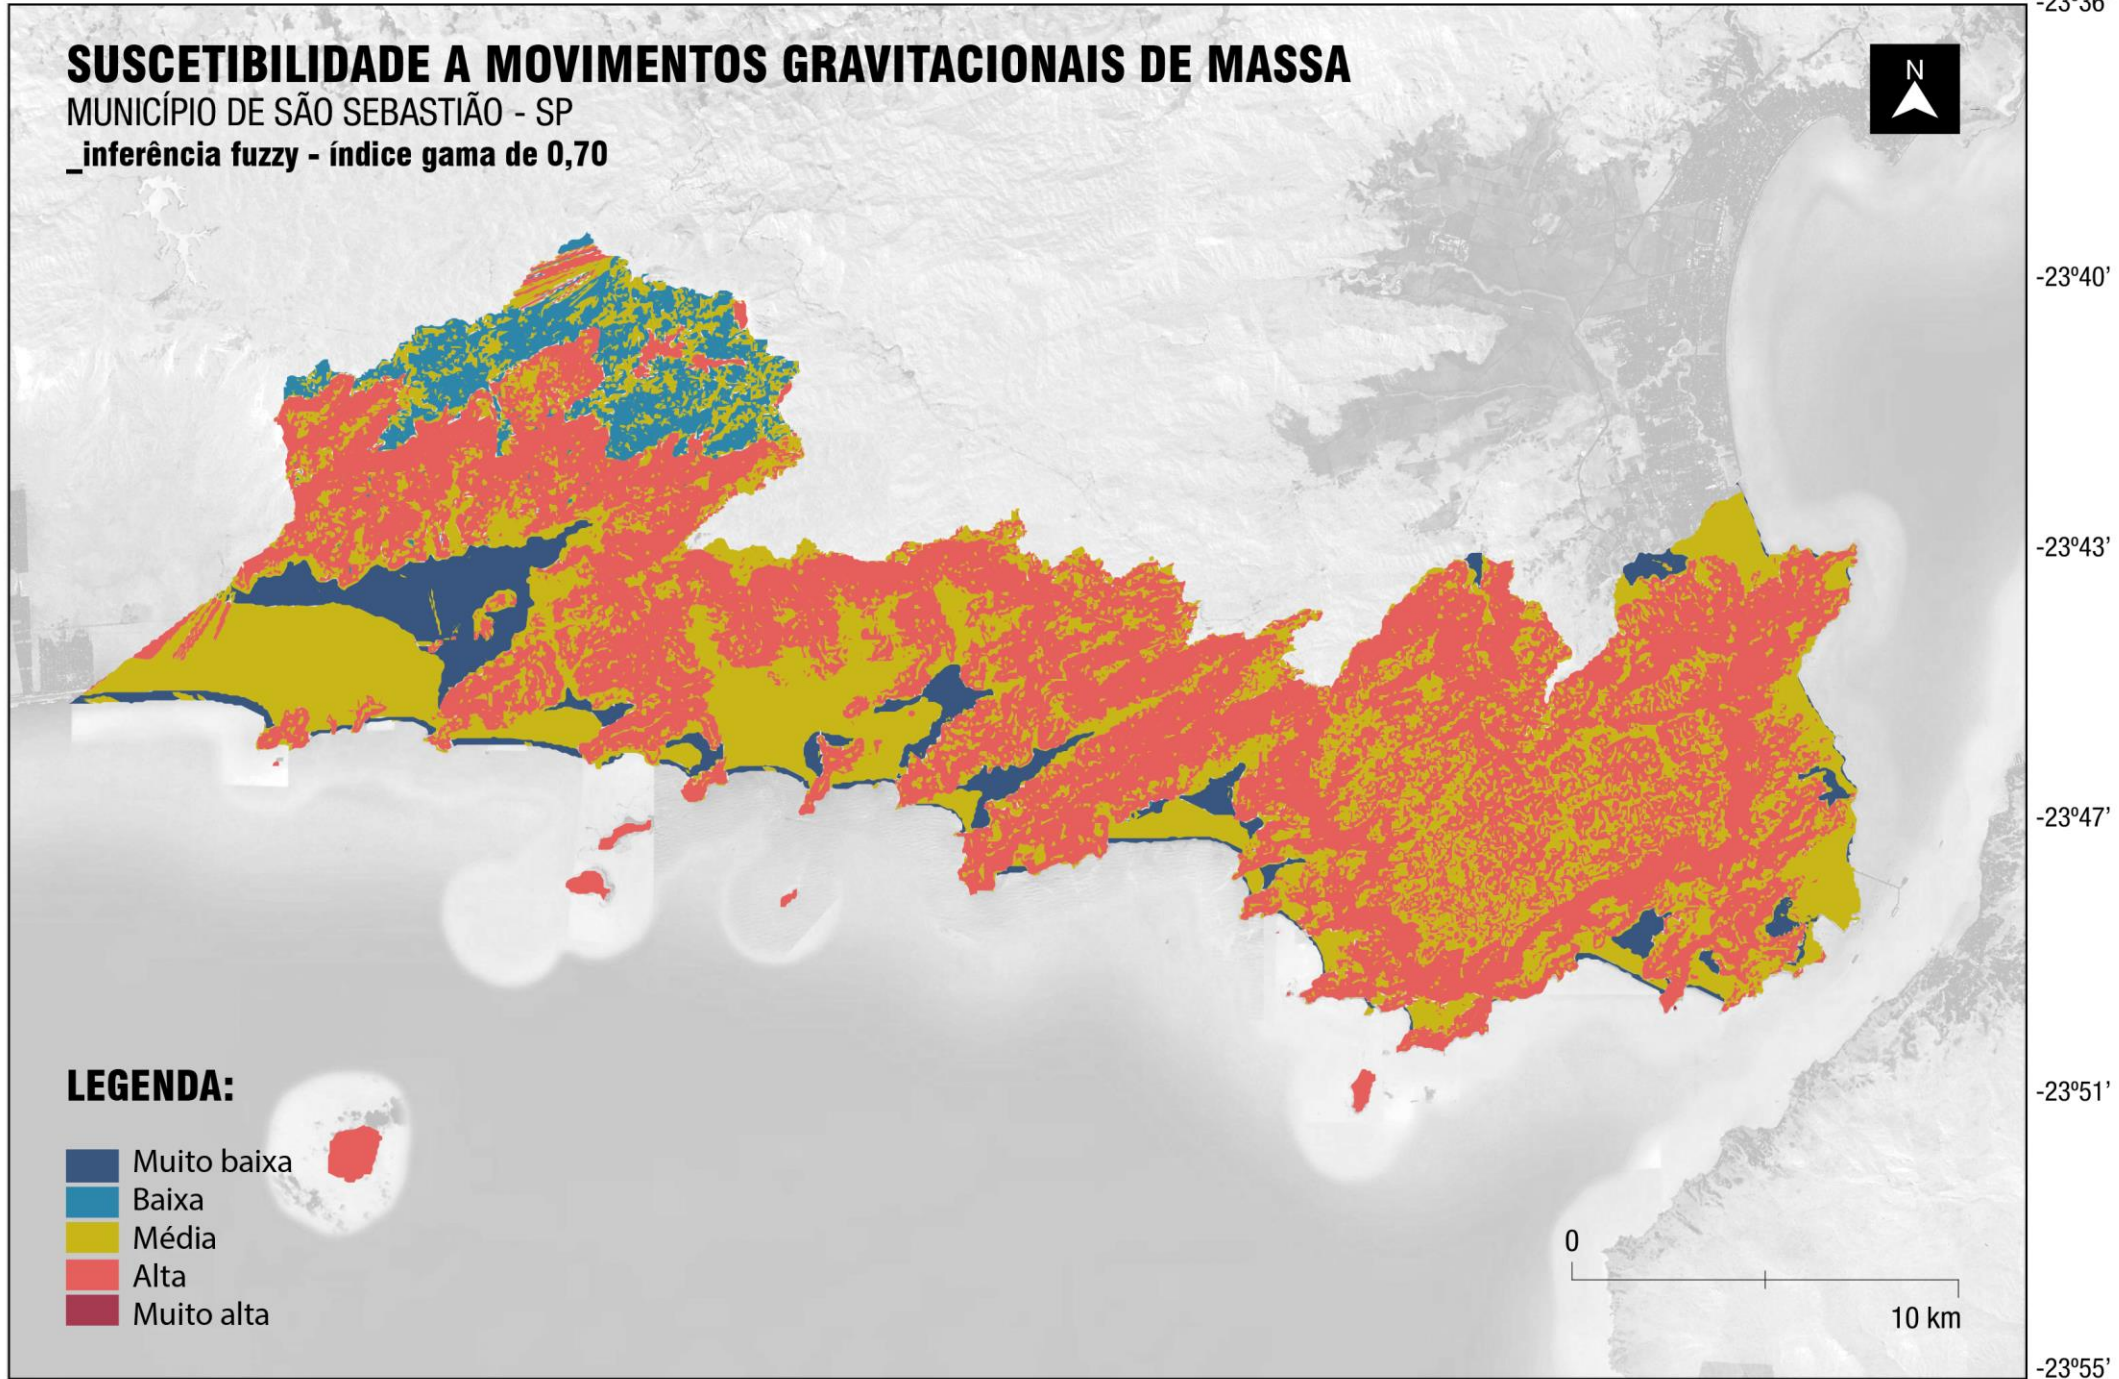 -23º36'
SUSCETIBILIDADE A MOVIMENTOS GRAVITACIONAIS DE MASSA
MUNICÍPIO DE SÃO SEBASTIÃO - SP
_inferência fuzzy - índice gama de 0,70
N
-23º40'
-23º43'
-23º47'
-23º51'
LEGENDA:
Muito baixa
Baixa
Média
Alta
Muito alta
0
10 km
-23º55'